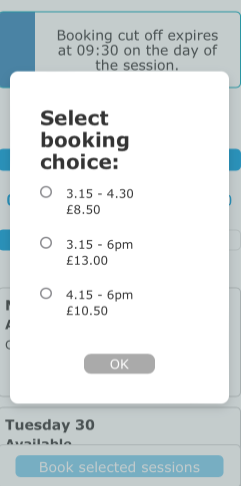 Booking cut off expires
at 09:30 on the day of
the session.
Select
booking
choice:
3.15 - 4.30
£8.50
3.15 - 6pm
£13.00
4.15 - 6pm
£10.50
OK
Tuesday 30
Available
Book selected sessions